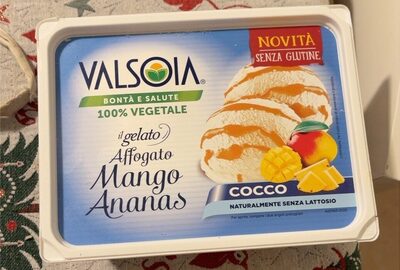 NOVITÀ
SENZA GLUTINE
VALSOIA®
BONTÀ E SALUTE
100% VEGETALE
il gelato
Affogato
Mango
Ananas
COCCO
NATURALMENTE SENZA LATTOSIO